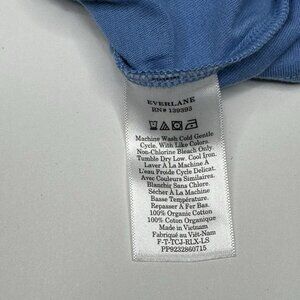 EVERLANE
RN# 139393
Machine Wash Cold Gentle
Cycle, With Like Colors.
Non-Chlorine Bleach Only.
Tumble Dry Low. Cool Iron.
Laver À La Machine À
L'eau Froide Cycle Delicat.
Avec Couleurs Similaires.
Blanchir Sans Chlore.
Sécher À La Machine
Basse Température.
Repasser À Fer Bas.
100% Organic Cotton
100% Organic Cotton
Made in Vietnam
Fabriqué au Viêt-Nam
F-T-TCJ-RLX-LS
PP9232860715